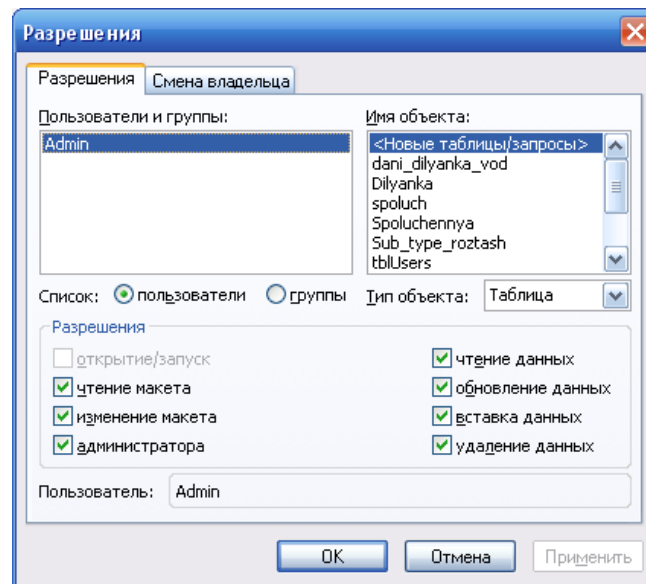 Разрешения
Разрешения Смена владельца
Пользователи и группы: Имя объекта:
Admin <Новые таблицы/запросы>
dani_dilyanka_vod
Dilyanka
spoluch
Spoluchennya
Sub_type_roztash
tblUsers
Список: пользователи группы Тип объекта: Таблица
Разрешения
открытие/запуск чтение данных
чтение макета обновление данных
изменение макета вставка данных
администратора удаление данных
Пользователь: Admin
OK Отмена Применить